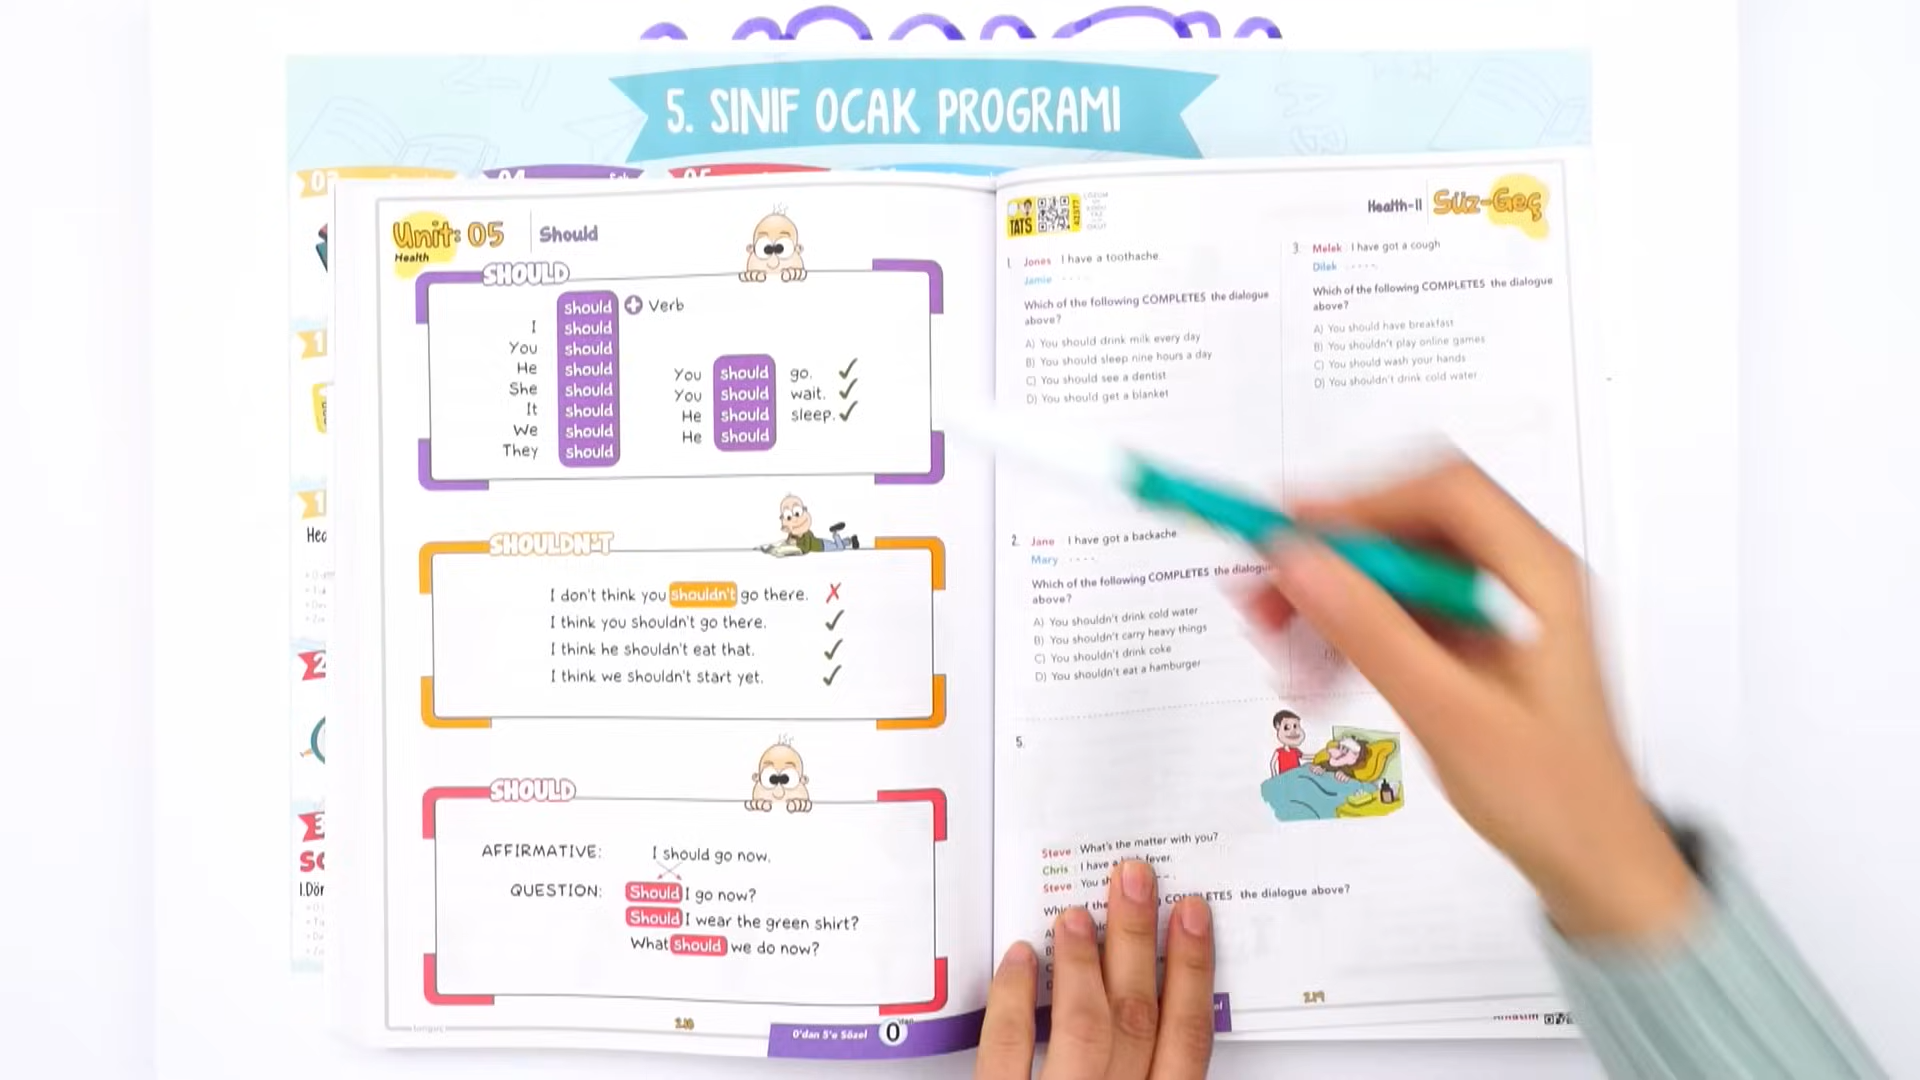 5. SINIF OCAK PROGRAMI
Unit: 05
Health
Should
SHOULD
should + Verb
I should
You should
He should
She should
It should
We should
They should
You should go. ✓
You should wait. ✓
He should sleep. ✓
He should
SHOULDN'T
I don't think you shouldn't go there. ✗
I think you shouldn't go there. ✓
I think he shouldn't eat that. ✓
I think we shouldn't start yet. ✓
SHOULD
AFFIRMATIVE: I should go now.
QUESTION: Should I go now?
Should I wear the green shirt?
What should we do now?
0'dan 5'e Sözel
0
TATS
Health-II
Süz-Geç
1. Jones I have a toothache.
Jamie - - - -
Which of the following COMPLETES the dialogue
above?
A) You should drink milk every day
B) You should sleep nine hours a day
C) You should see a dentist
D) You should get a blanket
2. Jane I have got a backache
Mary - - - -
Which of the following COMPLETES the dialogue
above?
A) You shouldn't drink cold water
B) You shouldn't carry heavy things
C) You shouldn't drink coke
D) You shouldn't eat a hamburger
3. Melek I have got a cough
Dilek - - - -
Which of the following COMPLETES the dialogue
above?
A) You should have breakfast
B) You shouldn't play online games
C) You should wash your hands
D) You shouldn't drink cold water
5.
Steve : What's the matter with you?
Chris : I have a fever.
Steve : You
the dialogue above?